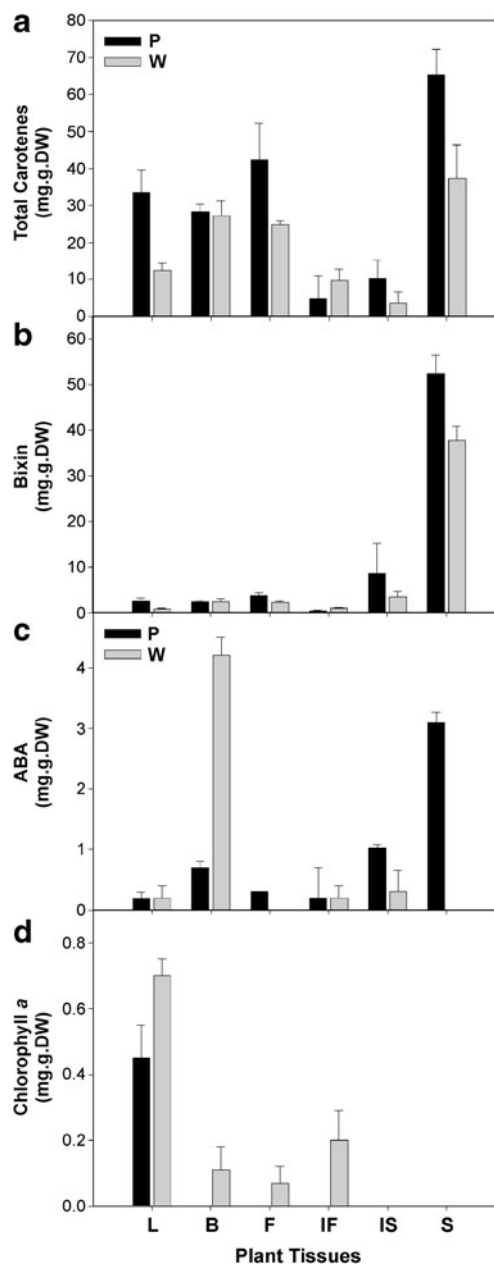 a
P
W
80
70
60
50
40
30
20
10
0
Total Carotenes
(mg.g.DW)
b
60
50
40
30
20
10
0
Bixin
(mg.g.DW)
c
P
W
4
3
2
1
0
ABA
(mg.g.DW)
d
0.8
0.6
0.4
0.2
0.0
Chlorophyll a
(mg.g.DW)
L B F IF IS S
Plant Tissues